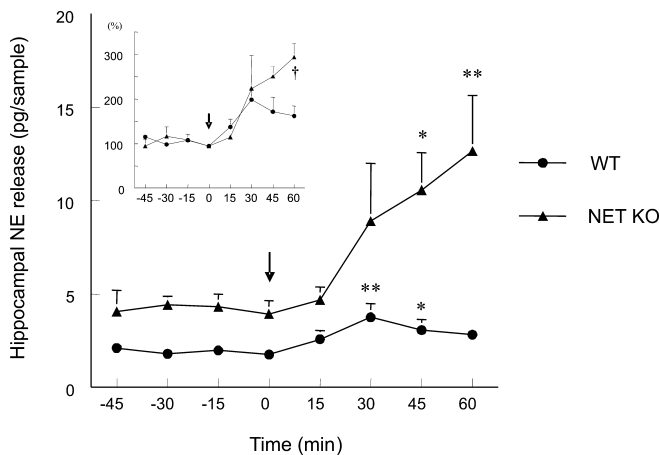 Hippocampal NE release (pg/sample)
20
15
10
5
0
(%)
300
200
100
0
-45 -30 -15 0 15 30 45 60
†
**
*
**
*
WT
NET KO
-45 -30 -15 0 15 30 45 60
Time (min)